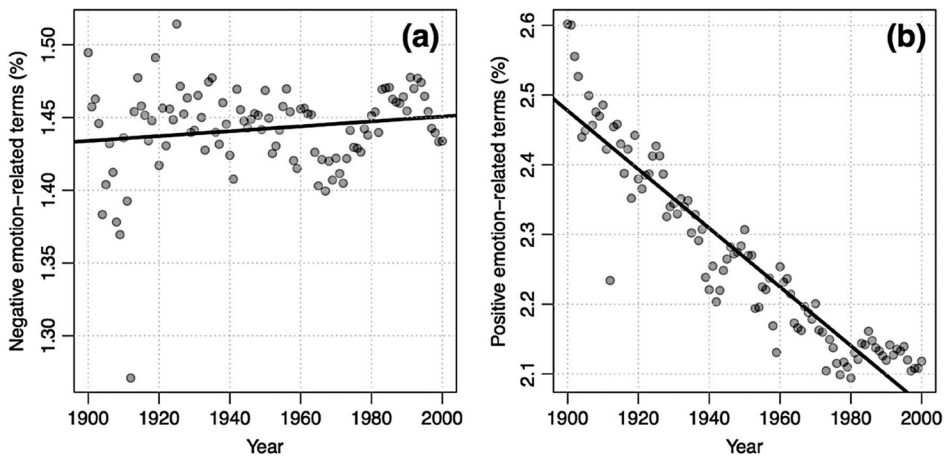 (a)
Negative emotion−related terms (%)
1.50
1.45
1.40
1.35
1.30
1900 1920 1940 1960 1980 2000
Year
(b)
Positive emotion−related terms (%)
2.6
2.5
2.4
2.3
2.2
2.1
1900 1920 1940 1960 1980 2000
Year